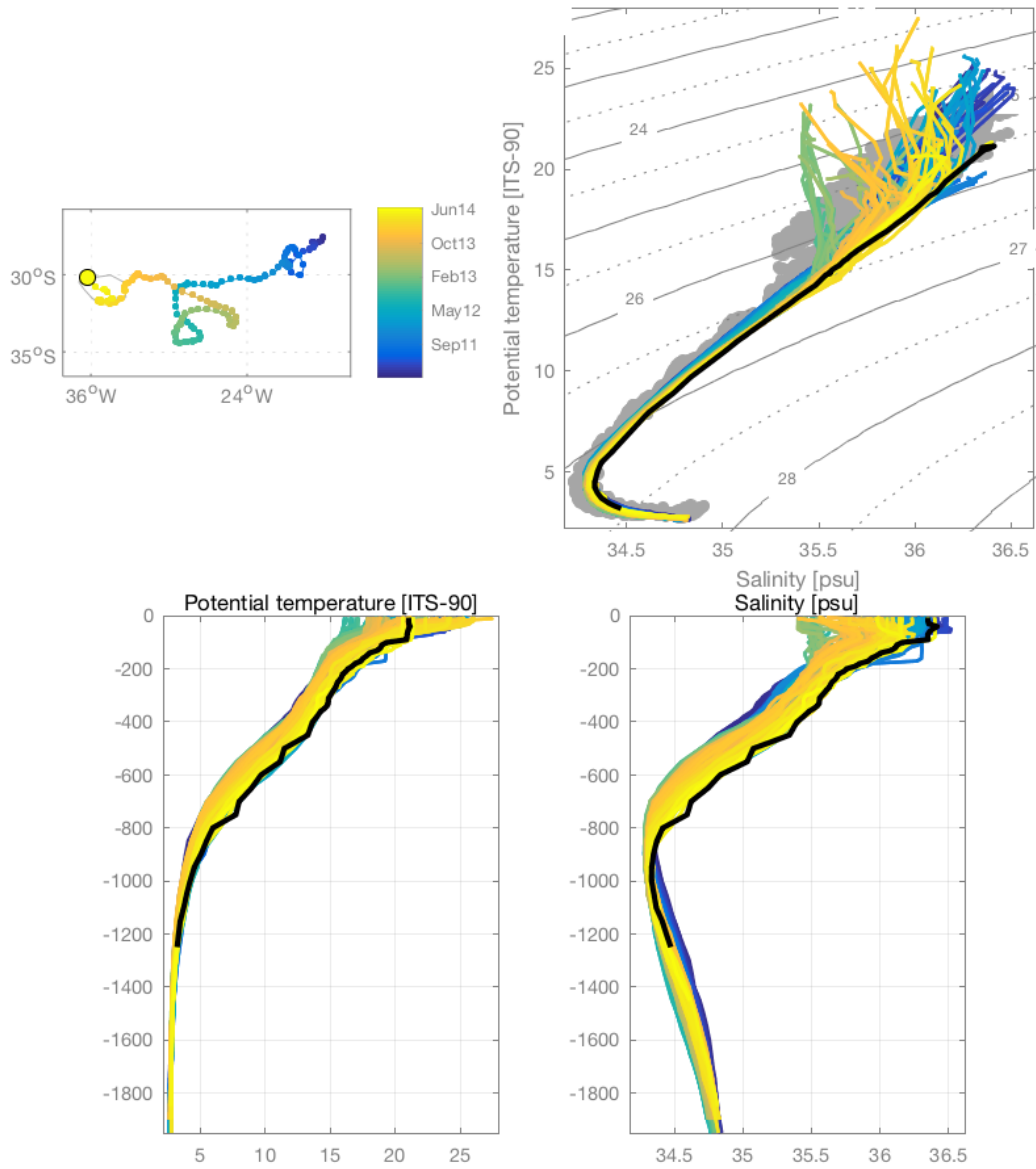 25
20
15
10
5
Potential temperature [ITS-90]
24
26
27
28
34.5 35 35.5 36 36.5
Salinity [psu]
30°S
35°S
36°W 24°W
Jun14
Oct13
Feb13
May12
Sep11
Potential temperature [ITS-90]
0
-200
-400
-600
-800
-1000
-1200
-1400
-1600
-1800
5 10 15 20 25
Salinity [psu]
0
-200
-400
-600
-800
-1000
-1200
-1400
-1600
-1800
34.5 35 35.5 36 36.5